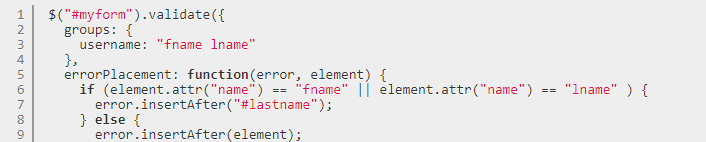 1 $("#myform").validate({
2 groups: {
3 username: "fname lname"
4 },
5 errorPlacement: function(error, element) {
6 if (element.attr("name") == "fname" || element.attr("name") == "lname" ) {
7 error.insertAfter("#lastname");
8 } else {
9 error.insertAfter(element);